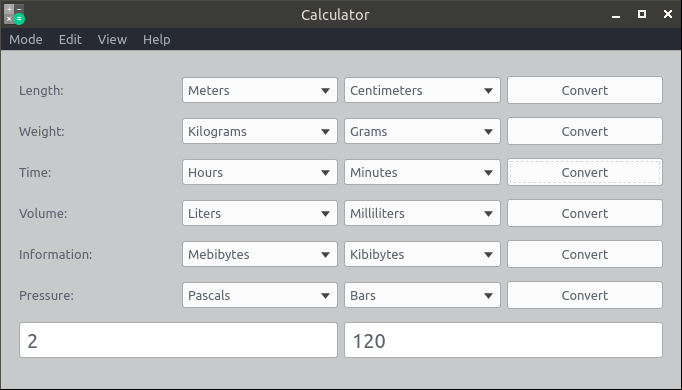 Calculator
Mode Edit View Help
Length: Meters Centimeters Convert
Weight: Kilograms Grams Convert
Time: Hours Minutes Convert
Volume: Liters Milliliters Convert
Information: Mebibytes Kibibytes Convert
Pressure: Pascals Bars Convert
2 120